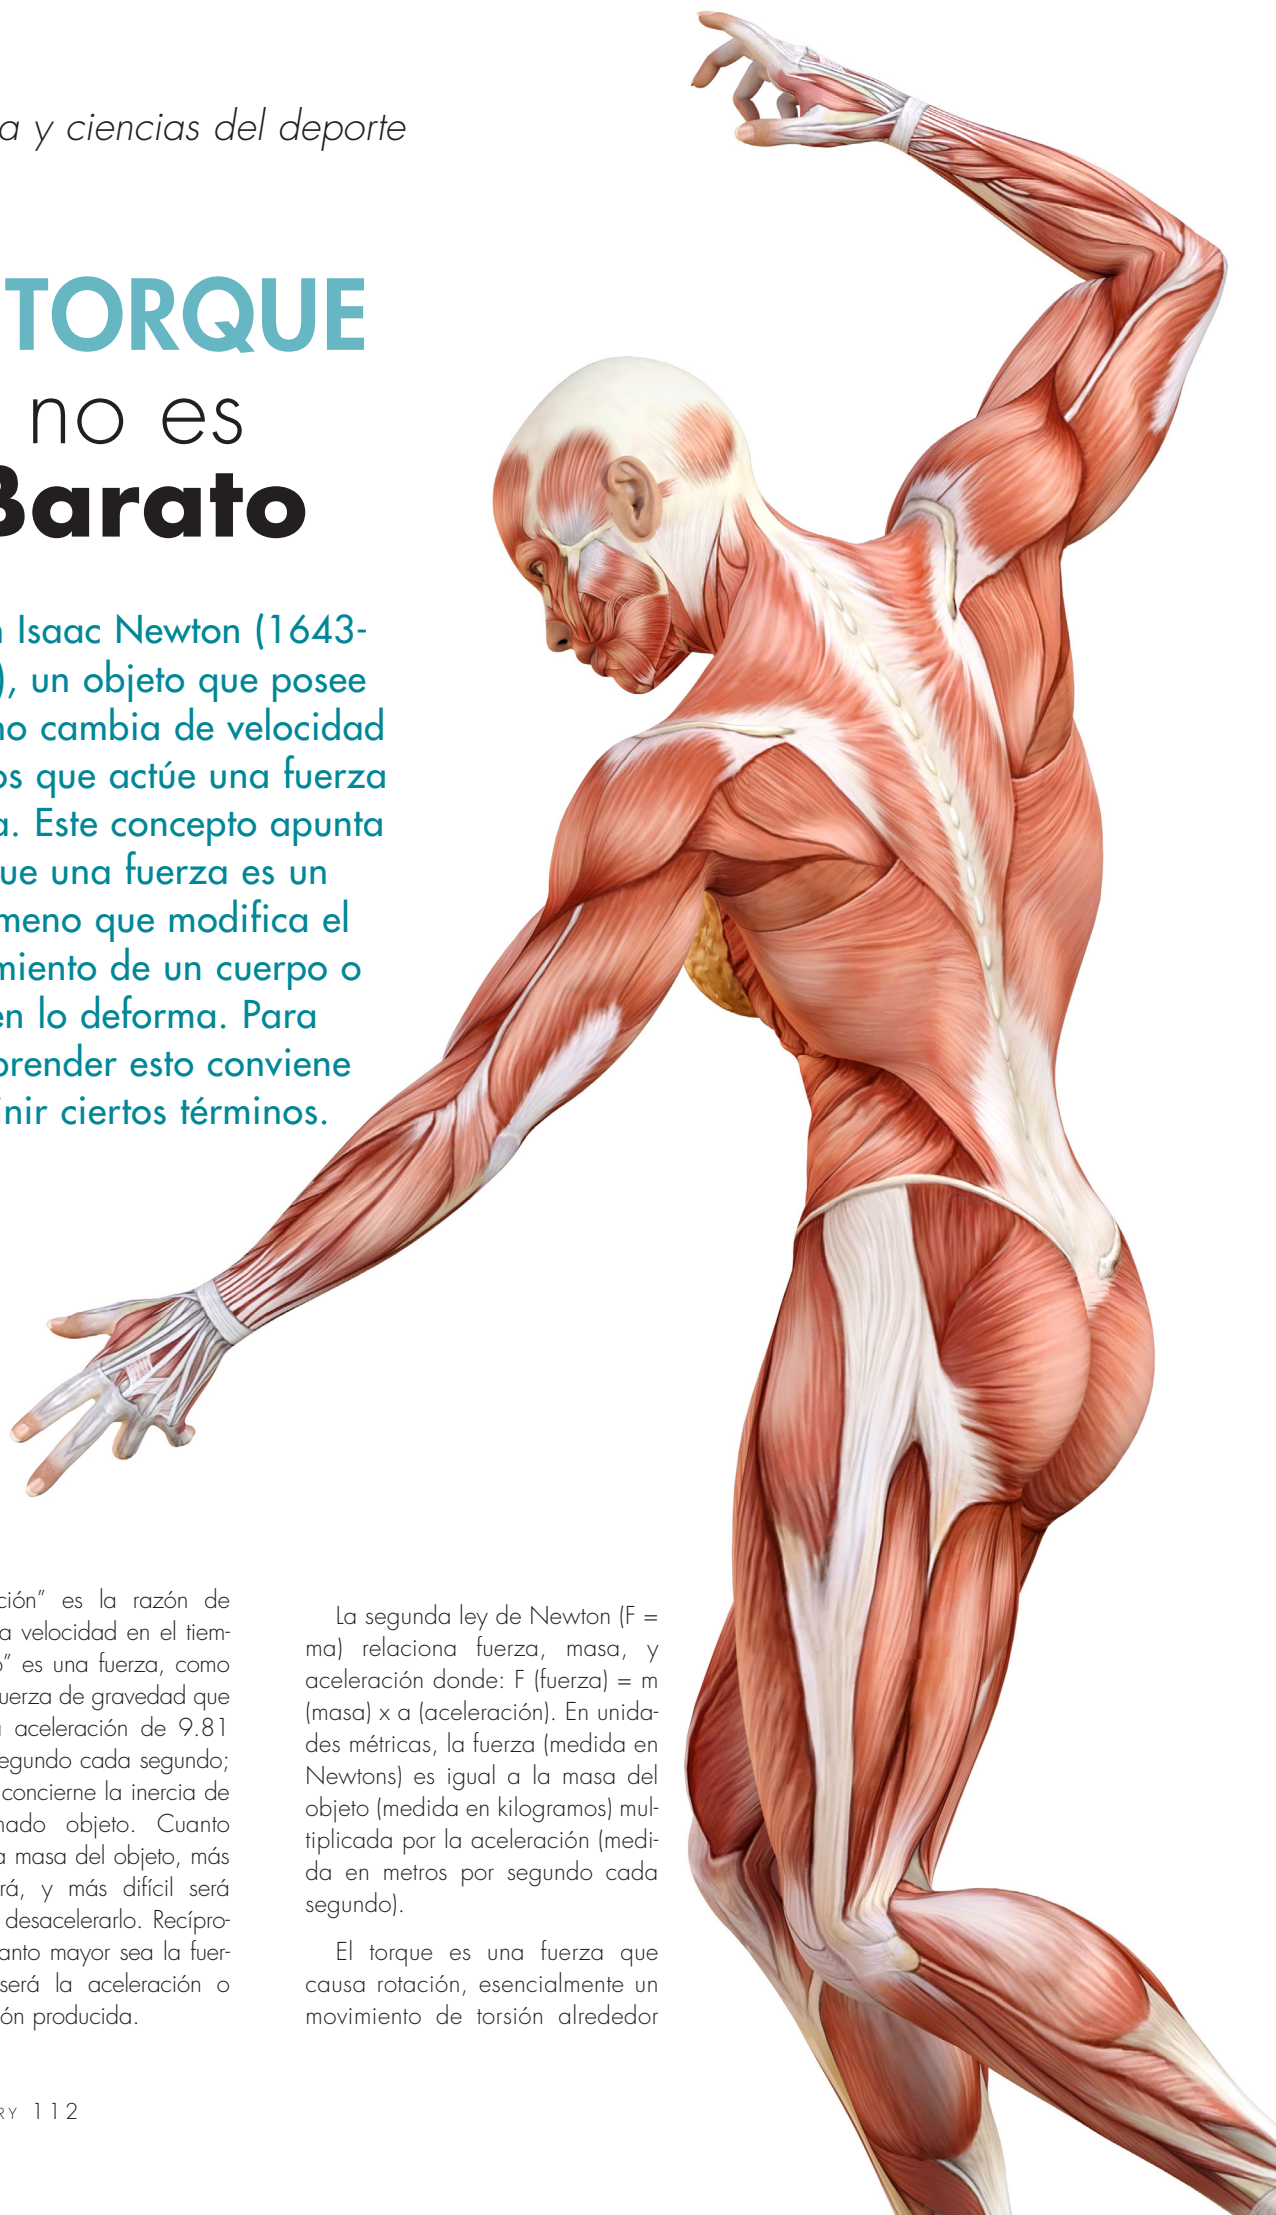 a y ciencias del deporte
TORQUE
no es
Barato
n Isaac Newton (1643-
), un objeto que posee
no cambia de velocidad
os que actúe una fuerza
a. Este concepto apunta
ue una fuerza es un
meno que modifica el
miento de un cuerpo o
en lo deforma. Para
prender esto conviene
inir ciertos términos.
ción” es la razón de
a velocidad en el tiem-
o” es una fuerza, como
uerza de gravedad que
a aceleración de 9.81
egundo cada segundo;
concierne la inercia de
nado objeto. Cuanto
a masa del objeto, más
rá, y más difícil será
desacelerarlo. Recípro-
anto mayor sea la fuer-
será la aceleración o
ón producida.
La segunda ley de Newton (F =
ma) relaciona fuerza, masa, y
aceleración donde: F (fuerza) = m
(masa) x a (aceleración). En unida-
des métricas, la fuerza (medida en
Newtons) es igual a la masa del
objeto (medida en kilogramos) mul-
tiplicada por la aceleración (medi-
da en metros por segundo cada
segundo).
El torque es una fuerza que
causa rotación, esencialmente un
movimiento de torsión alrededor
RY 112